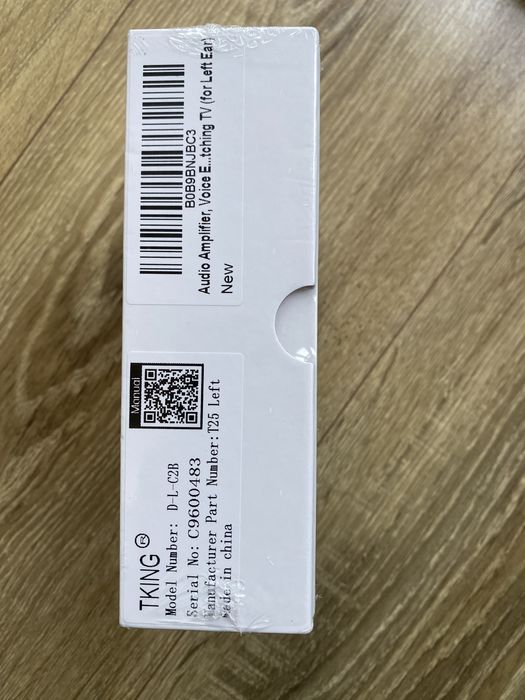 B0B9BNJBC3
Audio Amplifier, Voice E...tching TV (for Left Ear)
New
Manual
TKING ®
Model Number: D-L-C2B
Serial No: C9600483
Manufacturer Part Number:T25 Left
Made in china